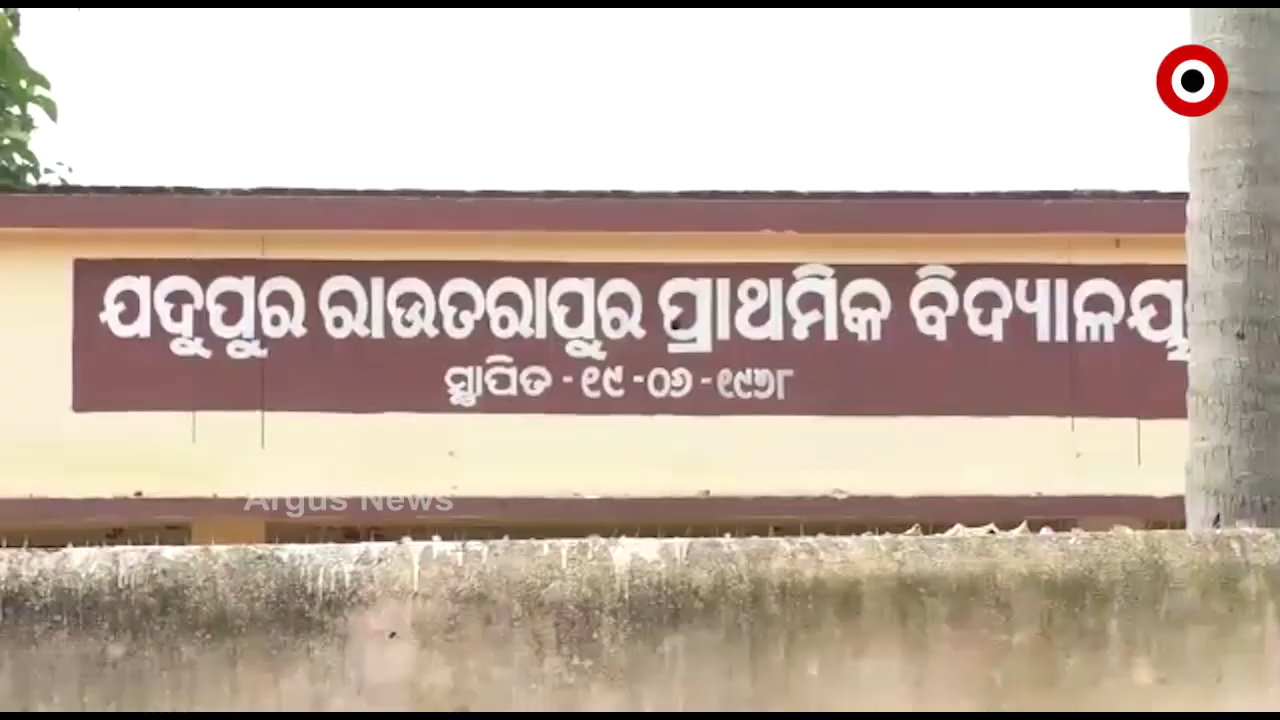 ଯଦୁପୁର ରାଉତରାପୁର ପ୍ରାଥମିକ ବିଦ୍ୟାଳୟ
ସ୍ଥାପିତ - ୧୯ - ୦୬ - ୧୯୬୮
Argus News